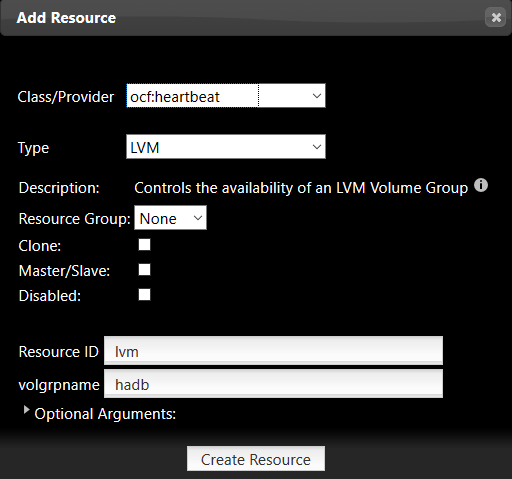 Add Resource
Class/Provider ocf:heartbeat
Type LVM
Description: Controls the availability of an LVM Volume Group
Resource Group: None
Clone:
Master/Slave:
Disabled:
Resource ID lvm
volgrpname hadb
Optional Arguments:
Create Resource